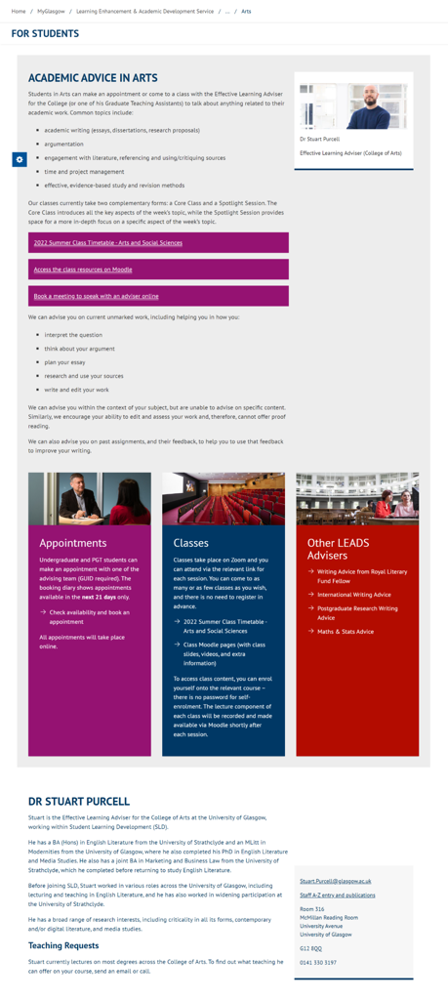 Home / MyGlasgow / Learning Enhancement & Academic Development Service / ... / Arts
FOR STUDENTS
ACADEMIC ADVICE IN ARTS
Students in Arts can make an appointment or come to a class with the Effective Learning Adviser
for the College (or one of his Graduate Teaching Assistants) to talk about anything related to their
academic work. Common topics include:
academic writing (essays, dissertations, research proposals)
argumentation
engagement with literature, referencing and using/critiquing sources
time and project management
effective, evidence-based study and revision methods
Our classes currently take two complementary forms: a Core Class and a Spotlight Session. The
Core Class introduces all the key aspects of the week's topic, while the Spotlight Session provides
space for a more in-depth focus on a specific aspect of the week's topic.
2022 Summer Class Timetable - Arts and Social Sciences
Access the class resources on Moodle
Book a meeting to speak with an adviser online
We can advise you on current unmarked work, including helping you in how you:
interpret the question
think about your argument
plan your essay
research and use your sources
write and edit your work
We can advise you within the context of your subject, but are unable to advise on specific content.
Similarly, we encourage your ability to edit and assess your work and, therefore, cannot offer proof
reading.
We can also advise you on past assignments, and their feedback, to help you to use that feedback
to improve your writing.
Dr Stuart Purcell
Effective Learning Adviser (Collage of Arts)
Appointments
Undergraduate and PGT students can
make an appointment with one of the
advising team (GUID required). The
booking diary shows appointments
available in the next 21 days only.
Check availability and book an
appointment
All appointments will take place
online.
Classes
Classes take place on Zoom and you can
attend via the relevant link for
each session. You can come to as
many or as few classes as you wish,
and there is no need to register in
advance.
2022 Summer Class Timetable -
Arts and Social Sciences
Class Moodle pages (with class
slides, videos, and extra
information)
To access class content, you can enrol
yourself onto the relevant course –
there is no password for self-
enrolment. The lecture component of
each class will be recorded and made
available via Moodle shortly after
each session.
Other LEADS
Advisers
Writing Advice from Royal Literary
Fund Fellow
International Writing Advice
Postgraduate Research Writing
Advice
Maths & Stats Advice
DR STUART PURCELL
Stuart is the Effective Learning Adviser for the College of Arts at the University of Glasgow,
working within Student Learning Development (SLD).
He has a BA (Hons) in English Literature from the University of Strathclyde and an MLitt in
Modernities from the University of Glasgow, where he also completed his PhD in English Literature
and Media Studies. He also has a joint BA in Marketing and Business Law from the University of
Strathclyde, which he completed before returning to study English Literature.
Before joining SLD, Stuart worked in various roles across the University of Glasgow, including
lecturing and teaching in English Literature, and he has also worked in widening participation at
the University of Strathclyde.
He has a broad range of research interests, including criticality in all its forms, contemporary
and/or digital literature, and media studies.
Teaching Requests
Stuart currently lectures on most degrees across the College of Arts. To find out what teaching he
can offer on your course, send an email or call.
Stuart.Purcell@glasgow.ac.uk
Staff A-Z entry and publications
Room 316
McMillan Reading Room
University Avenue
University of Glasgow
G12 8QQ
0141 330 3197